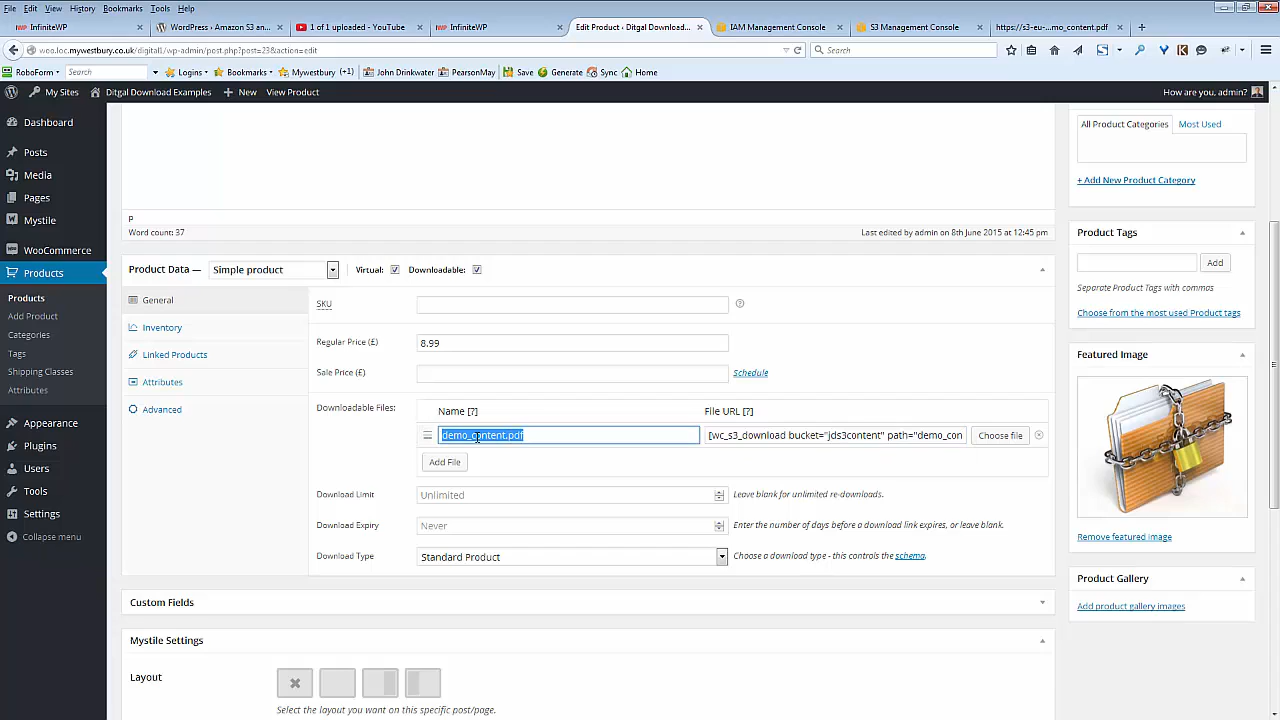 File Edit View History Bookmarks Tools Help
InfiniteWP
WordPress > Amazon S3 an
1 of 1 uploaded - YouTube
InfiniteWP
Edit Product ‹ Ditgal Download...
IAM Management Console
S3 Management Console
https://s3-eu-...mo_content.pdf
woo.loc.mywestbury.co.uk/digital1/wp-admin/post.php?post=23&action=edit
Search
RoboForm Search Logins Bookmarks Mywestbury (+1) John Drinkwater PearsonMay Save Generate Sync Home
My Sites Ditgal Download Examples + New View Product
How are you, admin?
Dashboard
Posts
Media
Pages
Mystile
WooCommerce
Products
Products
Add Product
Categories
Tags
Shipping Classes
Attributes
Appearance
Plugins
Users
Tools
Settings
Collapse menu
P
Word count: 37
Last edited by admin on 8th June 2015 at 12:45 pm
Product Data — Simple product Virtual: Downloadable:
General
Inventory
Linked Products
Attributes
Advanced
SKU
Regular Price (£) 8.99
Sale Price (£) Schedule
Downloadable Files: Name [?] File URL [?]
demo_content.pdf [wc_s3_download bucket="jds3content" path="demo_con Choose file
Add File
Download Limit Unlimited Leave blank for unlimited re-downloads.
Download Expiry Never Enter the number of days before a download link expires, or leave blank.
Download Type Standard Product Choose a download type - this controls the schema.
Custom Fields
Mystile Settings
Layout
Select the layout you want on this specific post/page.
All Product Categories Most Used
+ Add New Product Category
Product Tags
Add
Separate Product Tags with commas
Choose from the most used Product tags
Featured Image
Remove featured image
Product Gallery
Add product gallery images